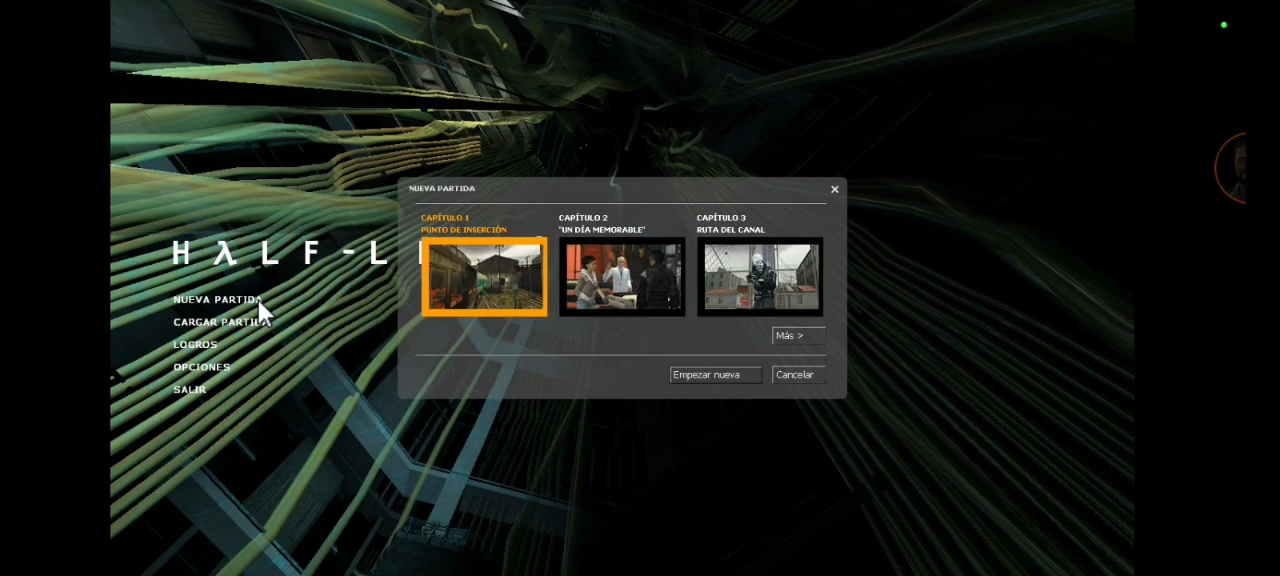 NUEVA PARTIDA
CAPÍTULO 1
PUNTO DE INSERCIÓN
CAPÍTULO 2
"UN DÍA MEMORABLE"
CAPÍTULO 3
RUTA DEL CANAL
HλLF-L
NUEVA PARTIDA
CARGAR PARTIDA
LOGROS
OPCIONES
SALIR
Más >
Empezar nueva
Cancelar